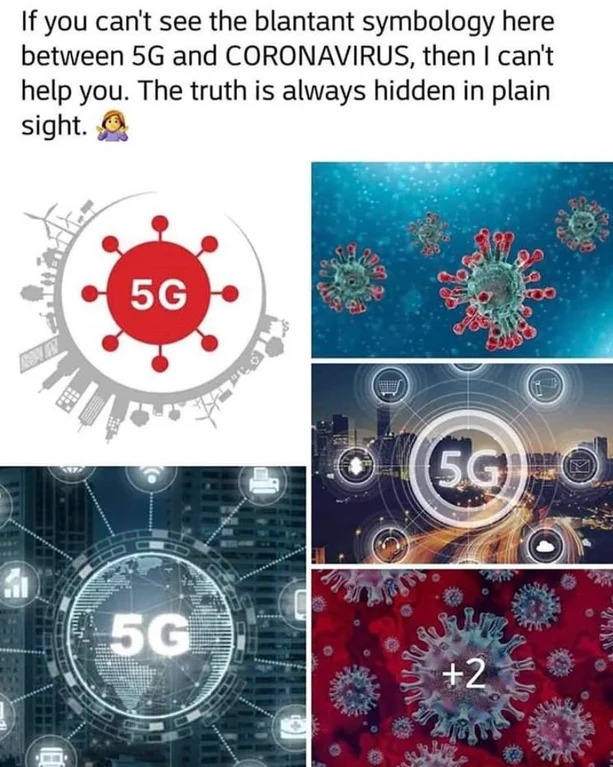 If you can't see the blantant symbology here
between 5G and CORONAVIRUS, then I can't
help you. The truth is always hidden in plain
sight. 🤷‍♀️
5G
5G
5G
+2